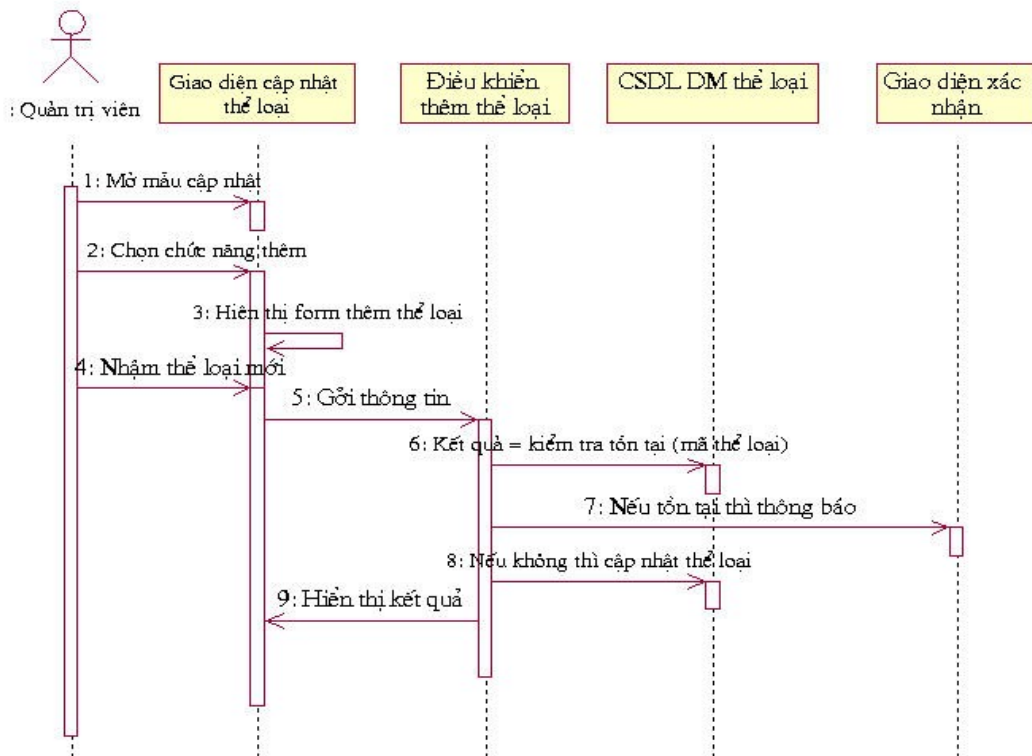 : Quản trị viên
Giao diện cập nhật
thể loại
Điều khiển
thêm thể loại
CSDL DM thể loại
Giao diện xác
nhận
1: Mở mẫu cập nhật
2: Chọn chức năng thêm
3: Hiên thị form thêm thể loại
4: Nhậm thể loại mới
5: Gởi thông tin
6: Kết quả = kiểm tra tồn tại (mã thể loại)
7: Nếu tồn tại thì thông báo
8: Nếu không thì cập nhật thể loại
9: Hiển thị kết quả